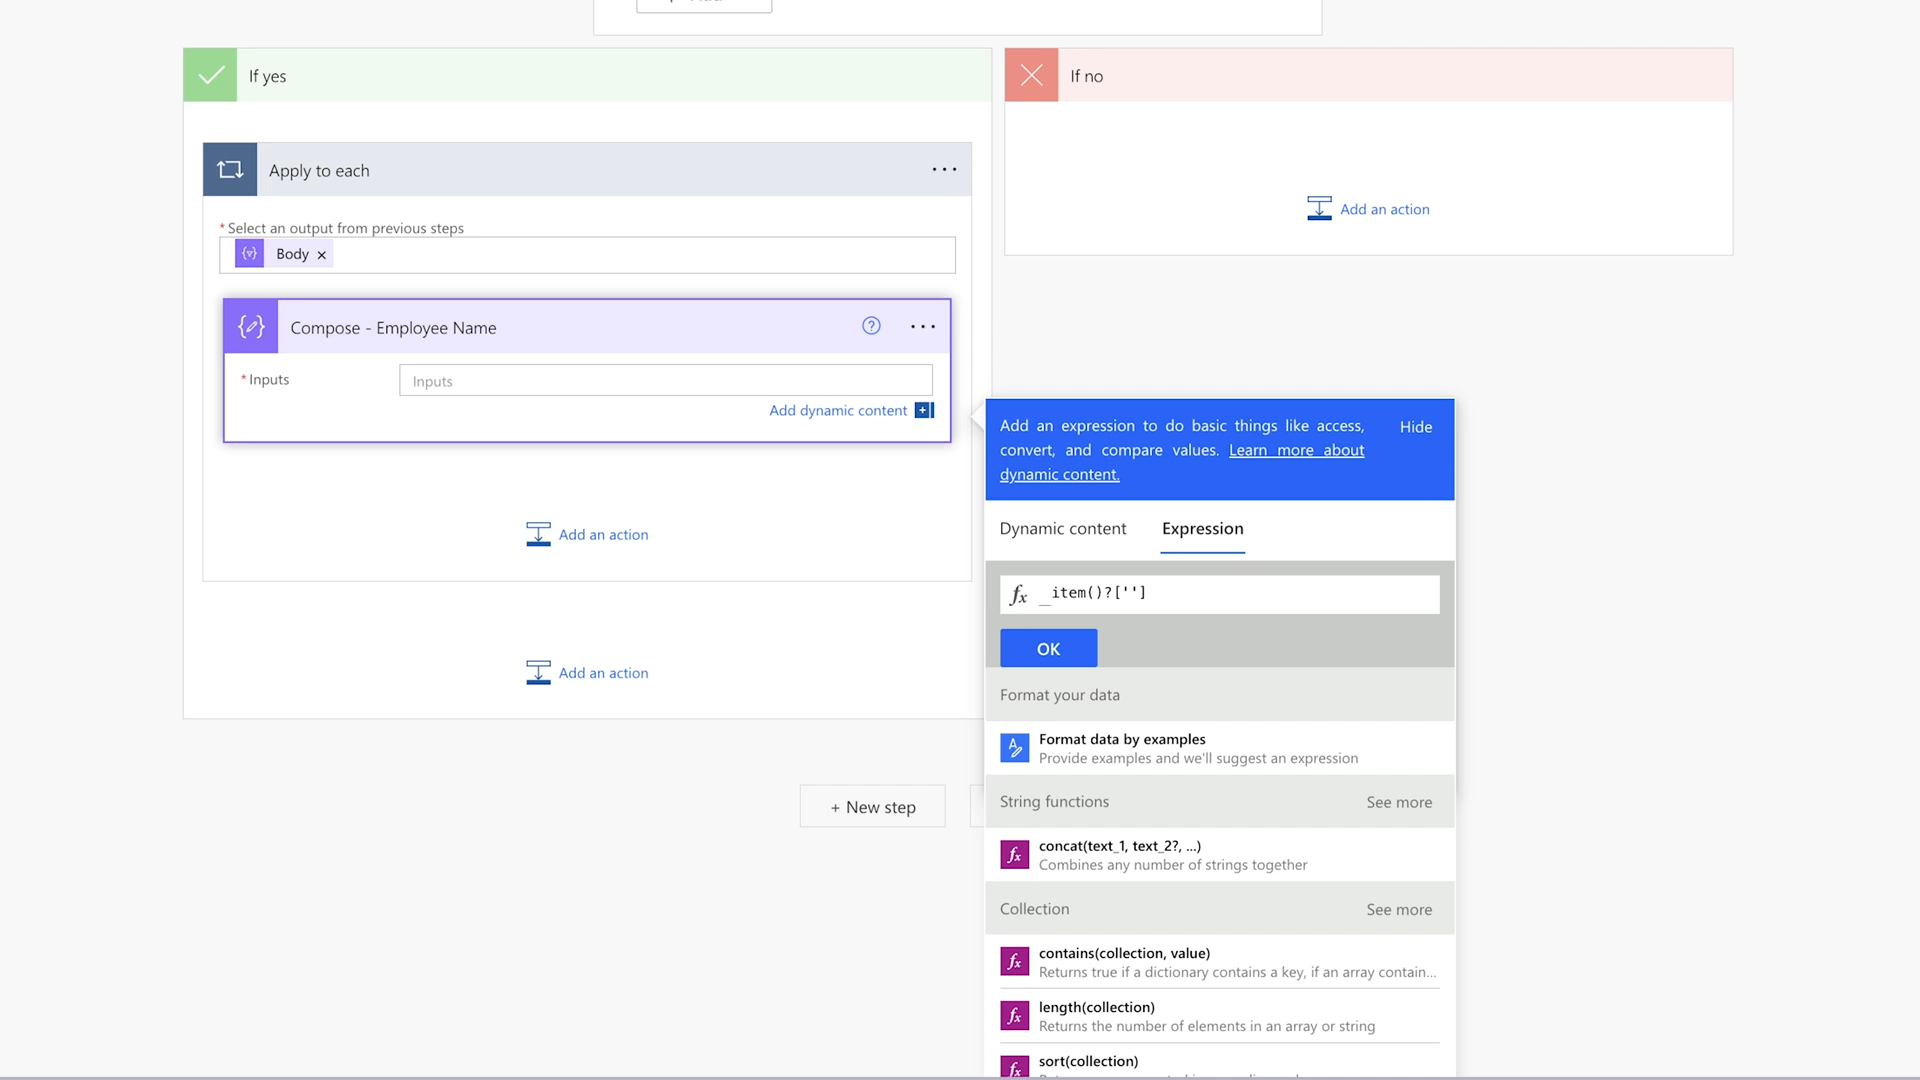 If yes
If no
Apply to each
* Select an output from previous steps
Body ×
Add an action
Compose - Employee Name
* Inputs
Inputs
Add dynamic content
Add an expression to do basic things like access, Hide
convert, and compare values. Learn more about
dynamic content.
Dynamic content Expression
fx _item()?['']
OK
Add an action
Add an action
Format your data
Format data by examples
Provide examples and we'll suggest an expression
+ New step
String functions See more
fx concat(text_1, text_2?, ...)
Combines any number of strings together
Collection See more
fx contains(collection, value)
Returns true if a dictionary contains a key, if an array contain...
fx length(collection)
Returns the number of elements in an array or string
fx sort(collection)